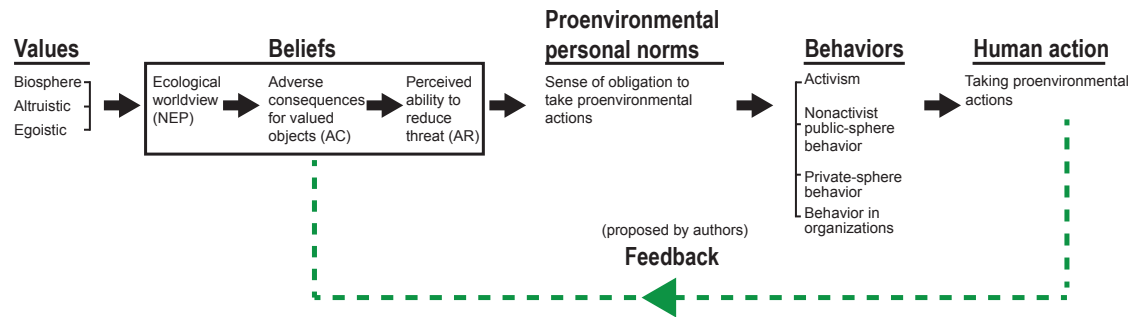 Values
Biosphere
Altruistic
Egoistic
Beliefs
Ecological
worldview
(NEP)
Adverse
consequences
for valued
objects (AC)
Perceived
ability to
reduce
threat (AR)
Proenvironmental
personal norms
Sense of obligation to
take proenvironmental
actions
Behaviors
Activism
Nonactivist
public-sphere
behavior
Private-sphere
behavior
Behavior in
organizations
Human action
Taking proenvironmental
actions
(proposed by authors)
Feedback